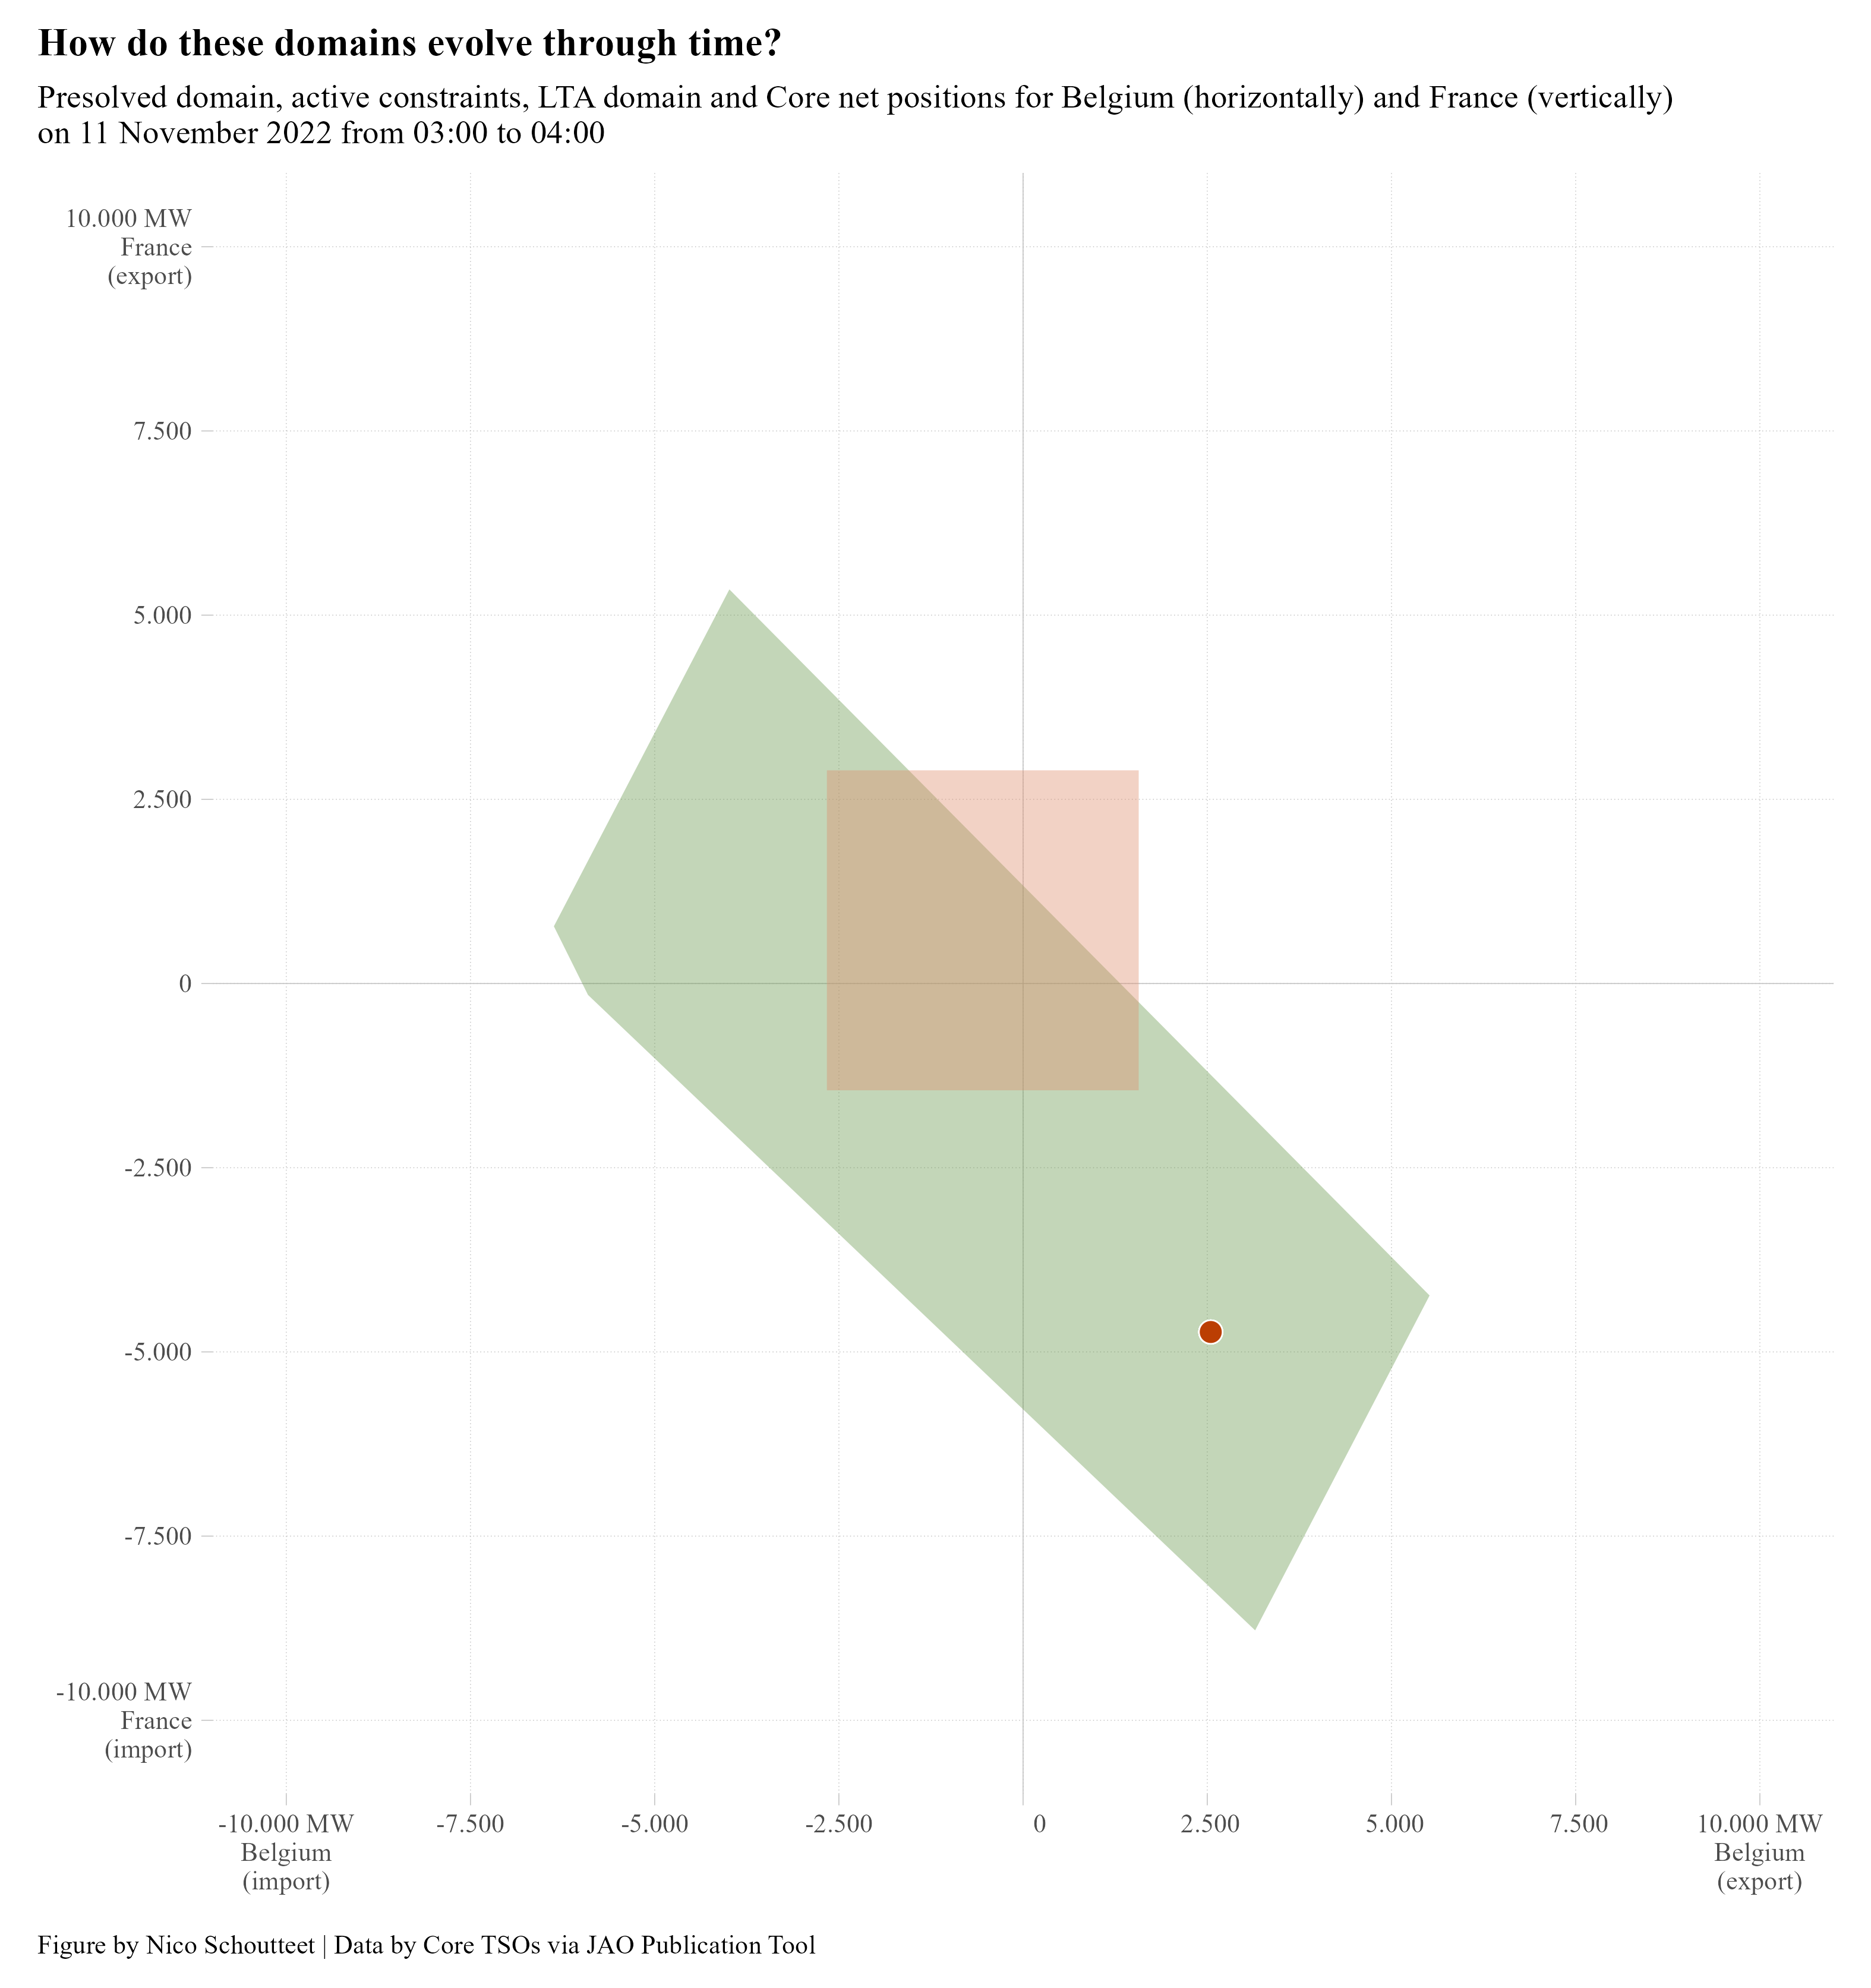 How do these domains evolve through time?
Presolved domain, active constraints, LTA domain and Core net positions for Belgium (horizontally) and France (vertically)
on 11 November 2022 from 03:00 to 04:00
10.000 MW
France
(export)
7.500
5.000
2.500
0
-2.500
-5.000
-7.500
-10.000 MW
France
(import)
-10.000 MW -7.500 -5.000 -2.500 0 2.500 5.000 7.500 10.000 MW
Belgium Belgium
(import) (export)
Figure by Nico Schoutteet | Data by Core TSOs via JAO Publication Tool